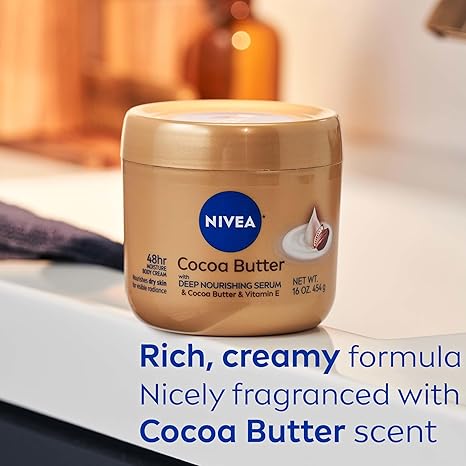 NIVEA
48hr
MOISTURE
BODY CREAM
Nourishes dry skin
for visible radiance
Cocoa Butter
with
DEEP NOURISHING SERUM
& Cocoa Butter & Vitamin E
NET WT.
16 OZ. 454 g
Rich, creamy formula
Nicely fragranced with
Cocoa Butter scent